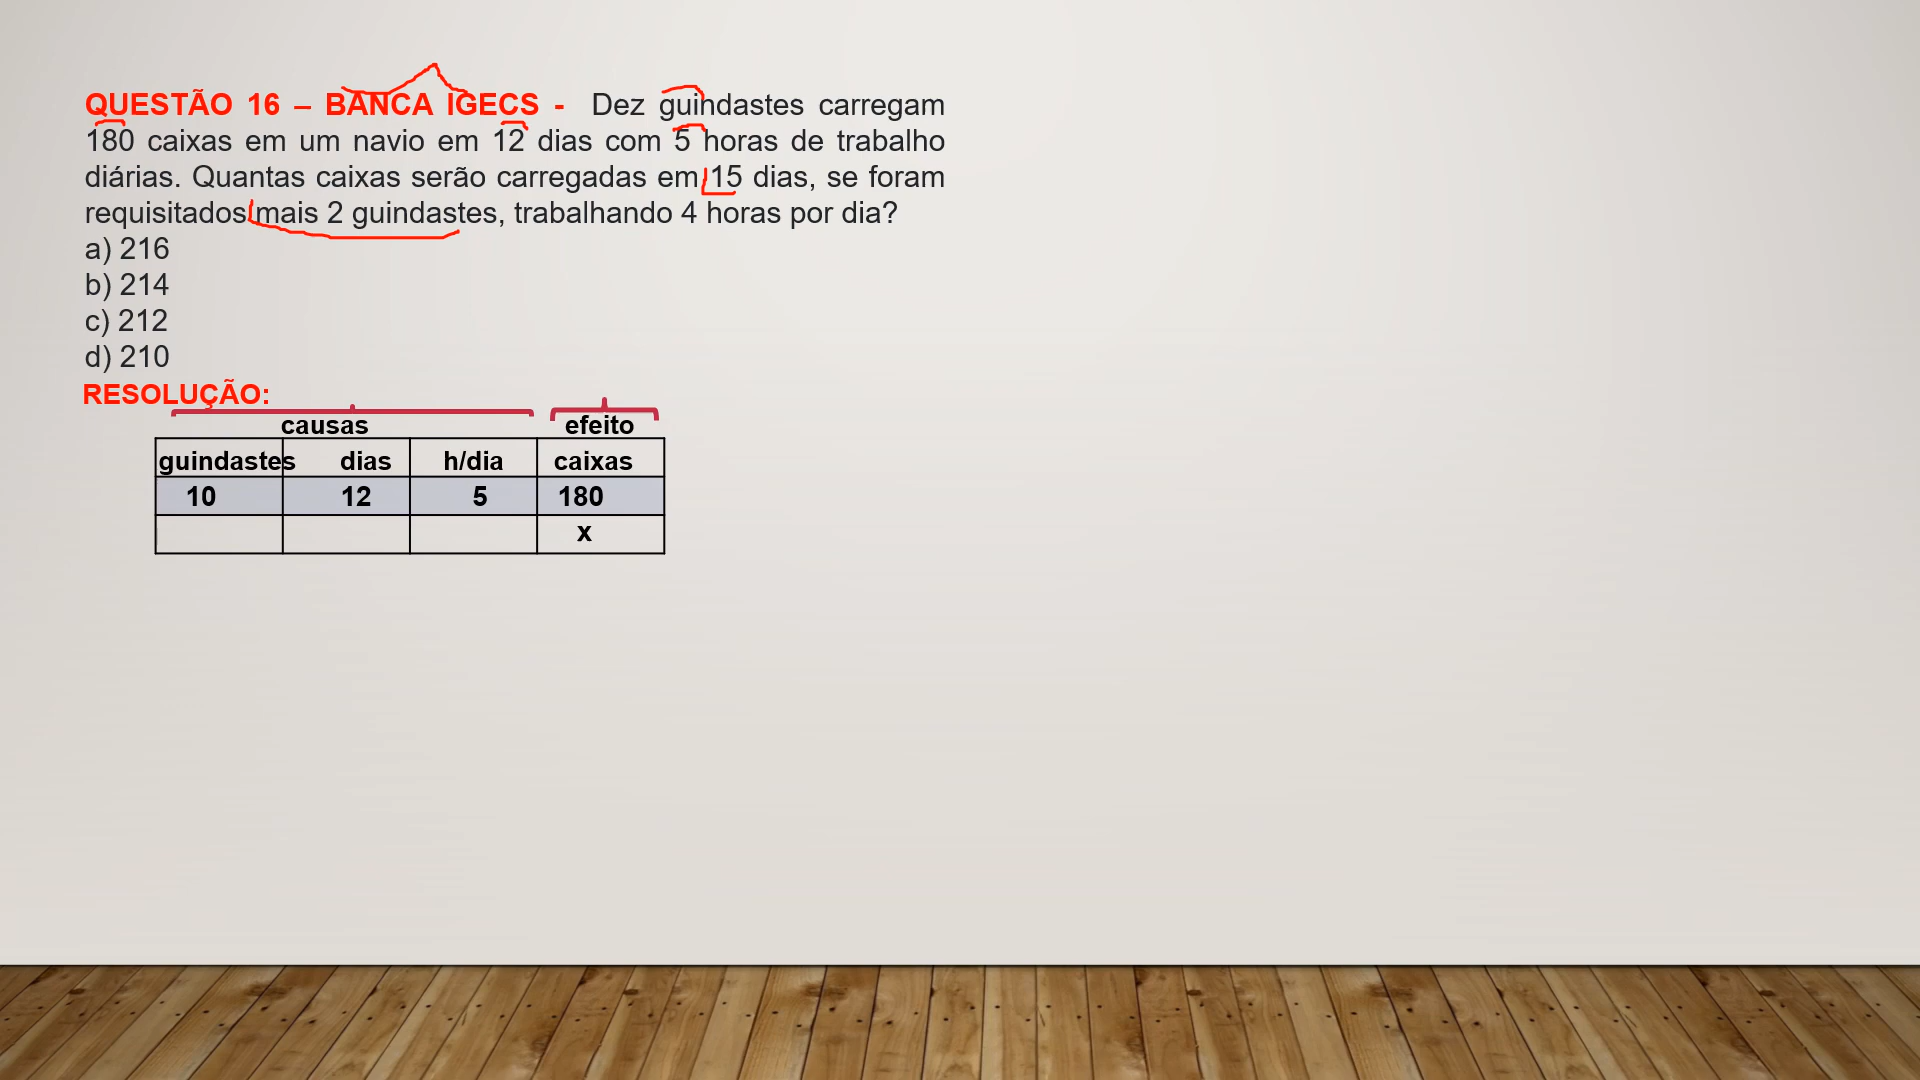 QUESTÃO 16 – BANCA IGECS - Dez guindastes carregam
180 caixas em um navio em 12 dias com 5 horas de trabalho
diárias. Quantas caixas serão carregadas em 15 dias, se foram
requisitados mais 2 guindastes, trabalhando 4 horas por dia?
a) 216
b) 214
c) 212
d) 210
RESOLUÇÃO:
causas efeito
guindastes dias h/dia caixas
10 12 5 180
x